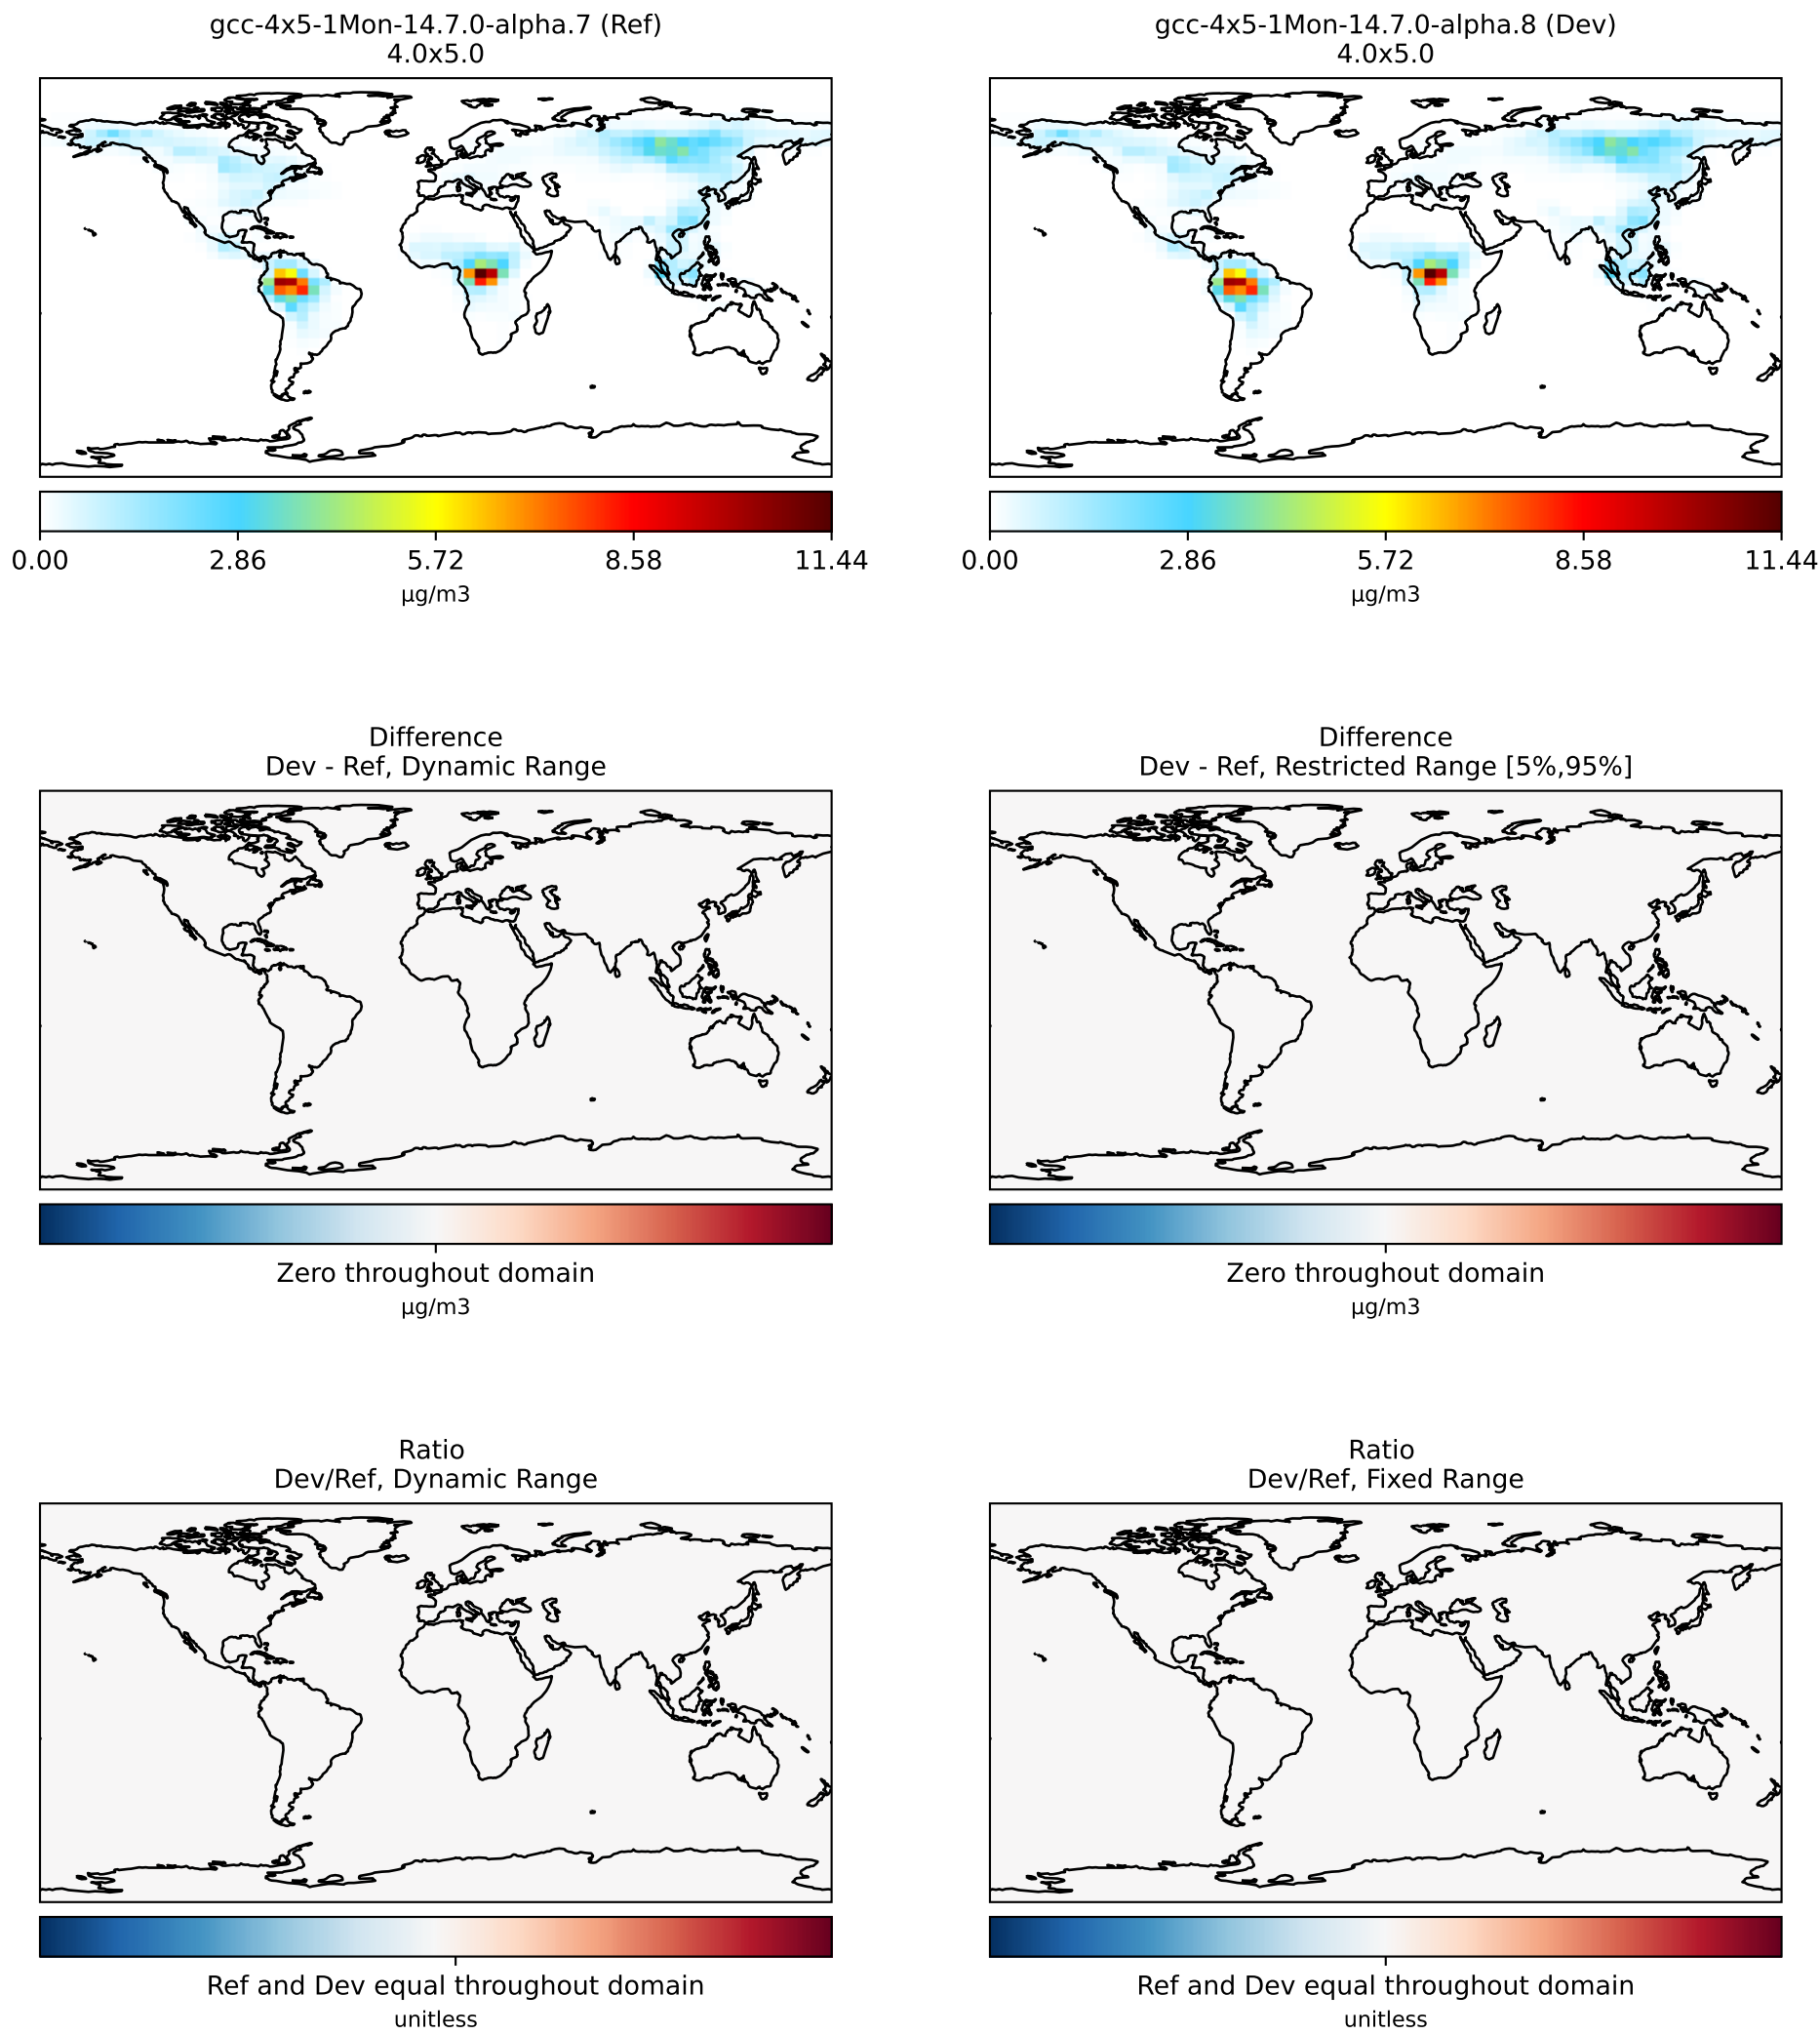 gcc-4x5-1Mon-14.7.0-alpha.7 (Ref)
4.0x5.0
gcc-4x5-1Mon-14.7.0-alpha.8 (Dev)
4.0x5.0
0.00 2.86 5.72 8.58 11.44
μg/m3
0.00 2.86 5.72 8.58 11.44
μg/m3
Difference
Dev - Ref, Dynamic Range
Difference
Dev - Ref, Restricted Range [5%,95%]
Zero throughout domain
μg/m3
Zero throughout domain
μg/m3
Ratio
Dev/Ref, Dynamic Range
Ratio
Dev/Ref, Fixed Range
Ref and Dev equal throughout domain
unitless
Ref and Dev equal throughout domain
unitless